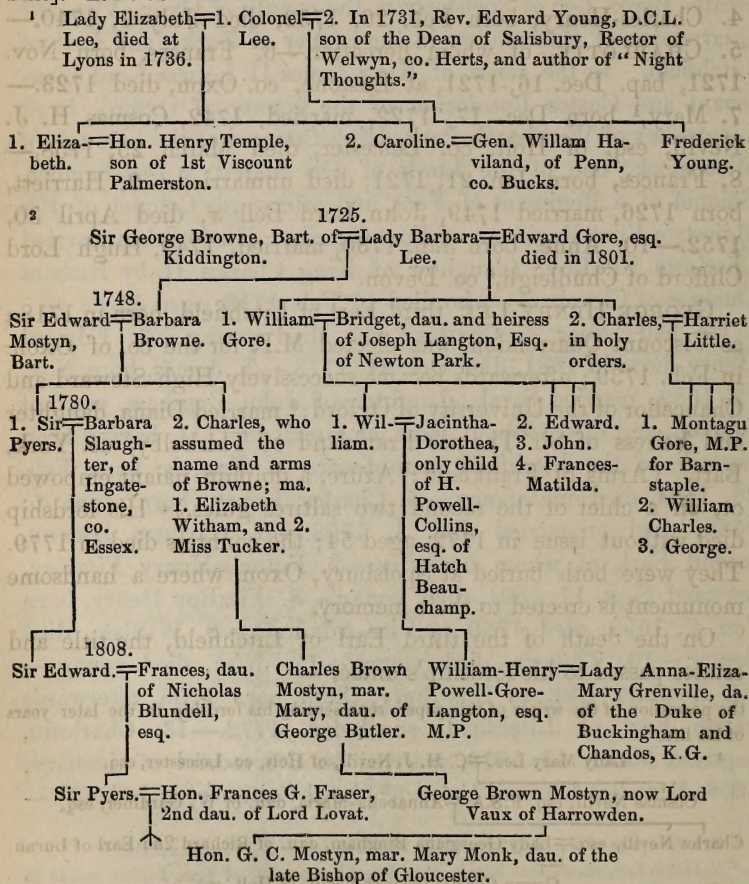 1 Lady Elizabeth=1. Colonel=2. In 1731, Rev. Edward Young, D.C.L.
Lee, died at Lee. son of the Dean of Salisbury, Rector of
Lyons in 1736. Welwyn, co. Herts, and author of "Night
Thoughts."
1. Eliza-=Hon. Henry Temple, 2. Caroline.=Gen. Willam Ha- Frederick
beth. son of 1st Viscount viland, of Penn, Young.
Palmerston. co. Bucks.
2 1725.
Sir George Browne, Bart. of=Lady Barbara=Edward Gore, esq.
Kiddington. Lee. died in 1801.
1748.
Sir Edward=Barbara 1. William=Bridget, dau. and heiress 2. Charles,=Harriet
Mostyn, Browne. Gore. of Joseph Langton, Esq. in holy Little.
Bart. of Newton Park. orders.
1780.
1. Sir=Barbara 2. Charles, who 1. Wil-=Jacintha- 2. Edward. 1. Montagu
Pyers. Slaugh- assumed the liam. Dorothea, 3. John. Gore, M.P.
ter, of name and arms only child 4. Frances- for Barn-
Ingate- of Browne; ma. of H. Matilda. staple.
stone, 1. Elizabeth Powell- 2. William
co. Witham, and 2. Collins, Charles.
Essex. Miss Tucker. esq. of 3. George.
Hatch
Beau-
champ.
1808.
Sir Edward.=Frances, dau. Charles Brown William-Henry=Lady Anna-Eliza-
of Nicholas Mostyn, mar. Powell-Gore- Mary Grenville, da.
Blundell, Mary, dau. of Langton, esq. of the Duke of
esq. George Butler. M.P. Buckingham and
Chandos, K.G.
Sir Pyers.=Hon. Frances G. Fraser, George Brown Mostyn, now Lord
2nd dau. of Lord Lovat. Vaux of Harrowden.
Hon. G. C. Mostyn, mar. Mary Monk, dau. of the
late Bishop of Gloucester.